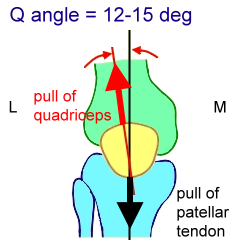 Q angle = 12-15 deg
pull of
quadriceps
L
M
pull of
patellar
tendon